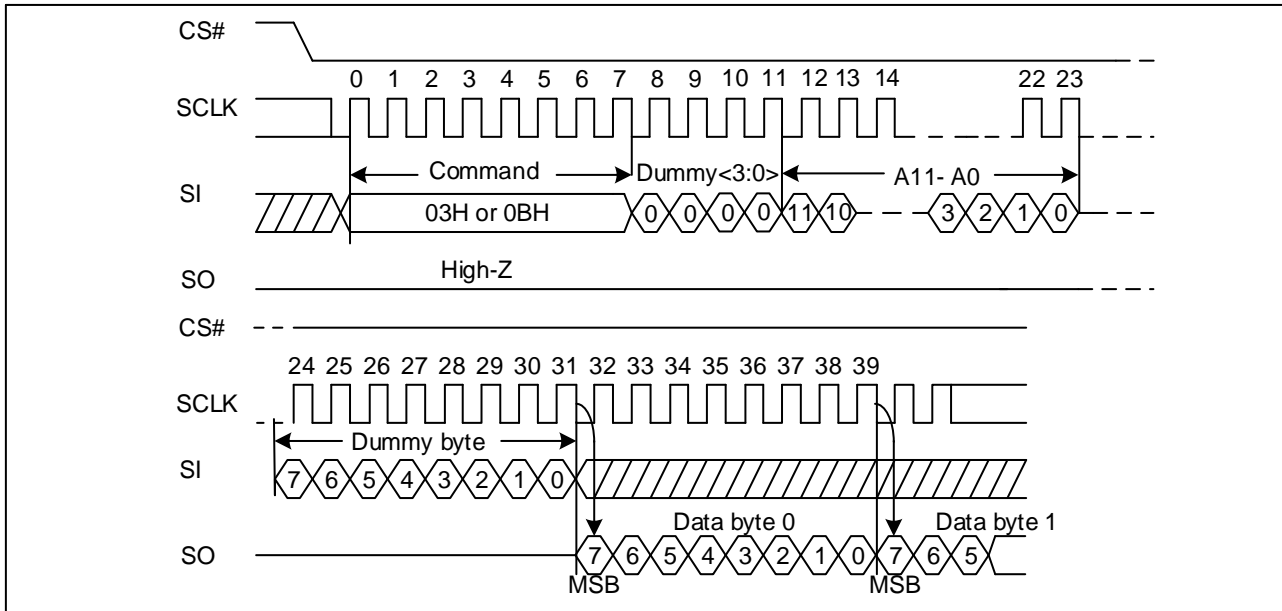 CS#
0 1 2 3 4 5 6 7 8 9 10 11 12 13 14 22 23
SCLK
Command Dummy<3:0> A11- A0
SI
03H or 0BH 0 0 0 0 11 10 3 2 1 0
High-Z
SO
CS#
24 25 26 27 28 29 30 31 32 33 34 35 36 37 38 39
SCLK
Dummy byte
SI
7 6 5 4 3 2 1 0
Data byte 0 Data byte 1
SO
7 6 5 4 3 2 1 0 7 6 5
MSB MSB